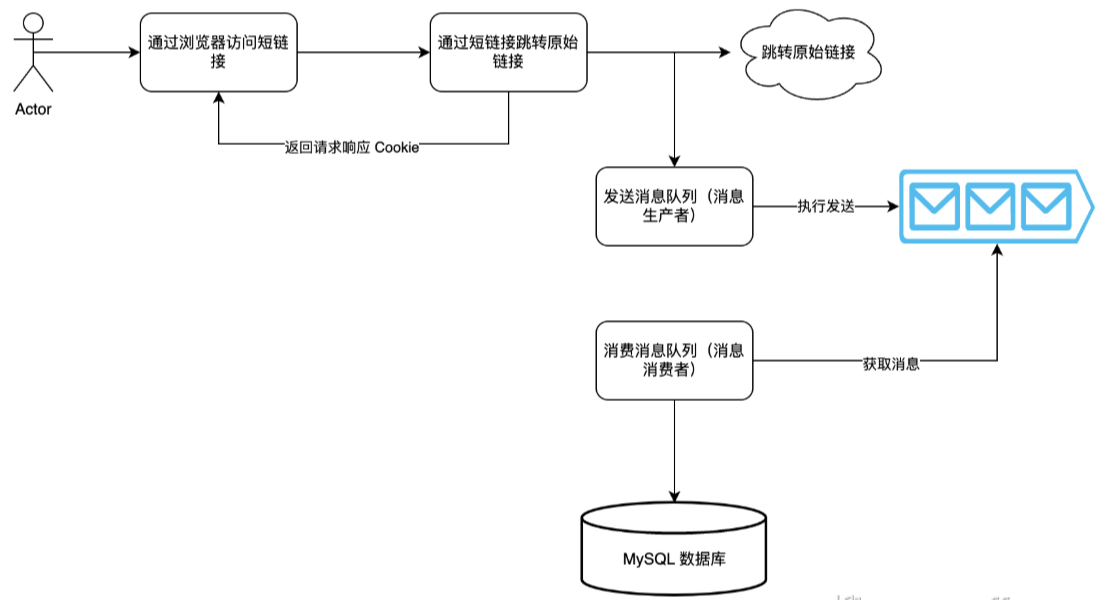 通过浏览器访问短链
接
通过短链接跳转原始
链接
跳转原始链接
Actor
返回请求响应 Cookie
发送消息队列（消息
生产者）
执行发送
消费消息队列（消息
消费者）
获取消息
MySQL 数据库